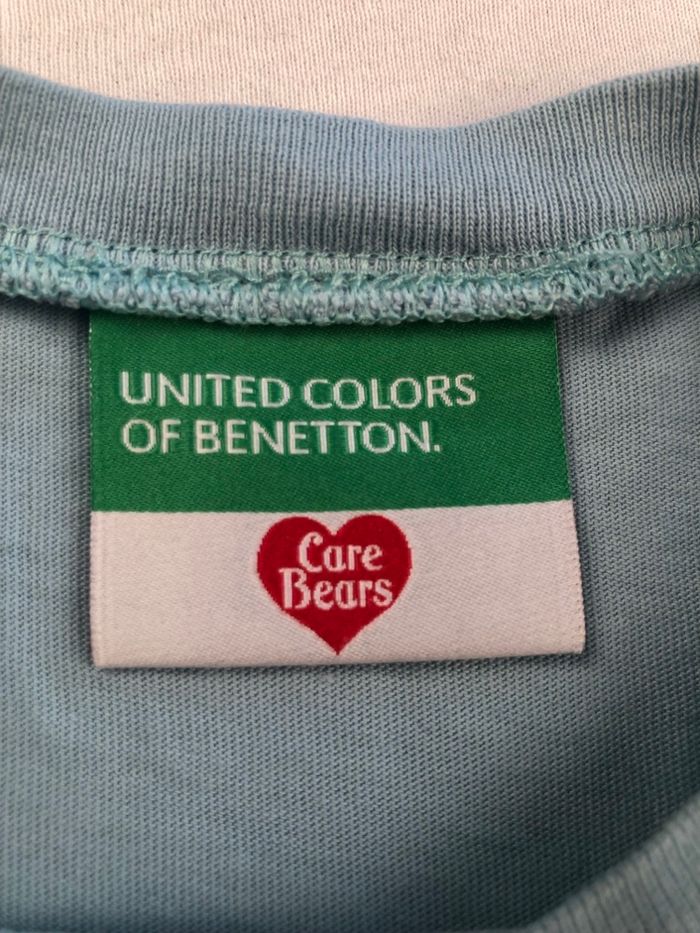 UNITED COLORS
OF BENETTON.
Care
Bears